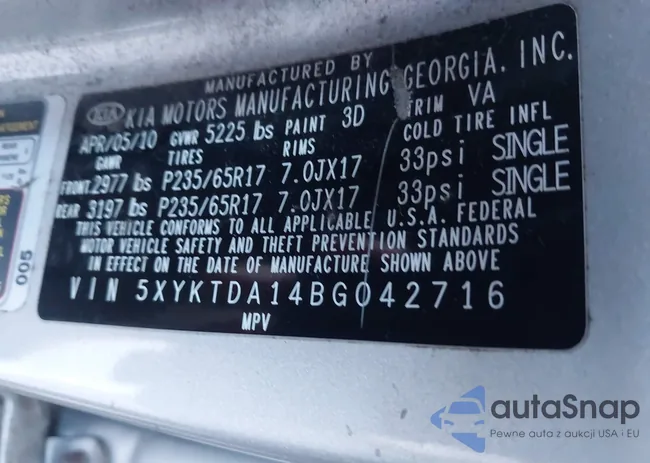 MANUFACTURED BY
KIA KIA MOTORS MANUFACTURING GEORGIA, INC.
APR/05/10 GVWR 5225 lbs PAINT 3D TRIM VA
GAWR TIRES RIMS COLD TIRE INFL
FRONT 2977 lbs P235/65R17 7.0JX17 33psi SINGLE
REAR 3197 lbs P235/65R17 7.0JX17 33psi SINGLE
THIS VEHICLE CONFORMS TO ALL APPLICABLE U.S.A. FEDERAL
MOTOR VEHICLE SAFETY AND THEFT PREVENTION STANDARDS
IN EFFECT ON THE DATE OF MANUFACTURE SHOWN ABOVE
VIN 5XYKTDA14BG042716
MPV
005
autaSnap
Pewne auta z aukcji USA i EU